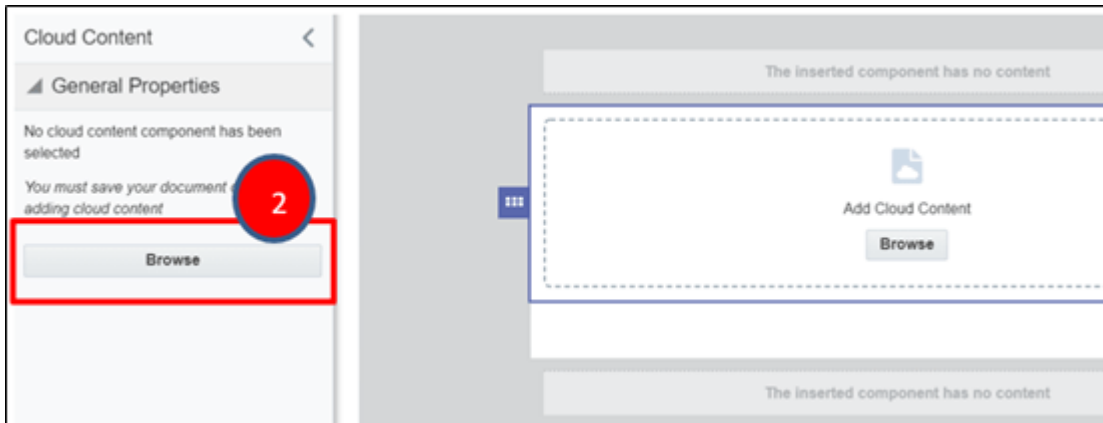 Cloud Content
General Properties
No cloud content component has been
selected
You must save your document
adding cloud content
2
Browse
The inserted component has no content
Add Cloud Content
Browse
The inserted component has no content